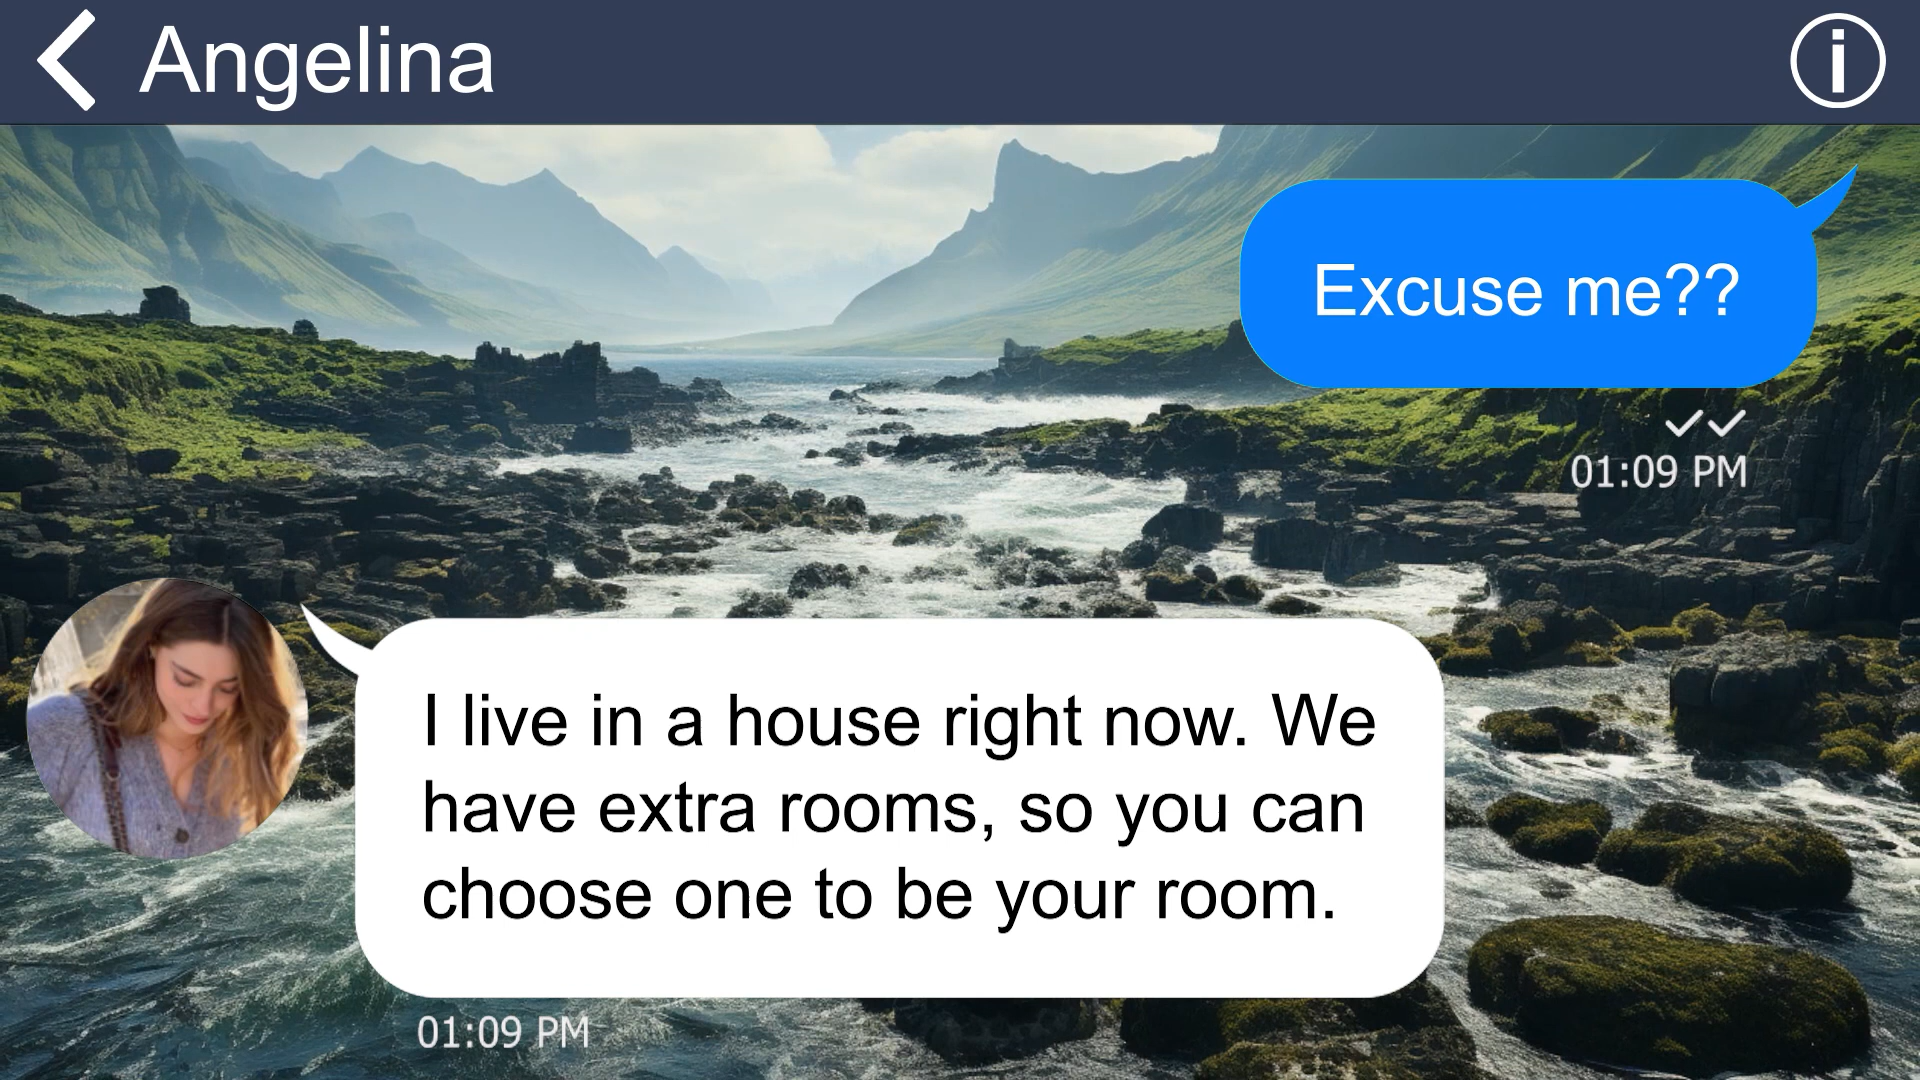 Angelina
Excuse me??
01:09 PM
I live in a house right now. We
have extra rooms, so you can
choose one to be your room.
01:09 PM